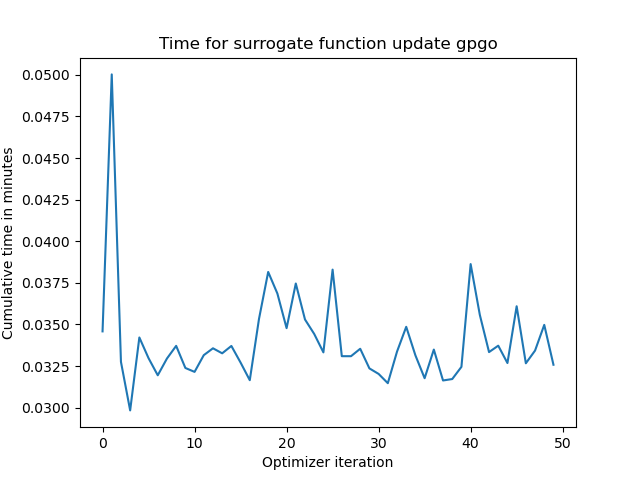 Time for surrogate function update gpgo
Cumulative time in minutes
0.0500
0.0475
0.0450
0.0425
0.0400
0.0375
0.0350
0.0325
0.0300
0 10 20 30 40 50
Optimizer iteration